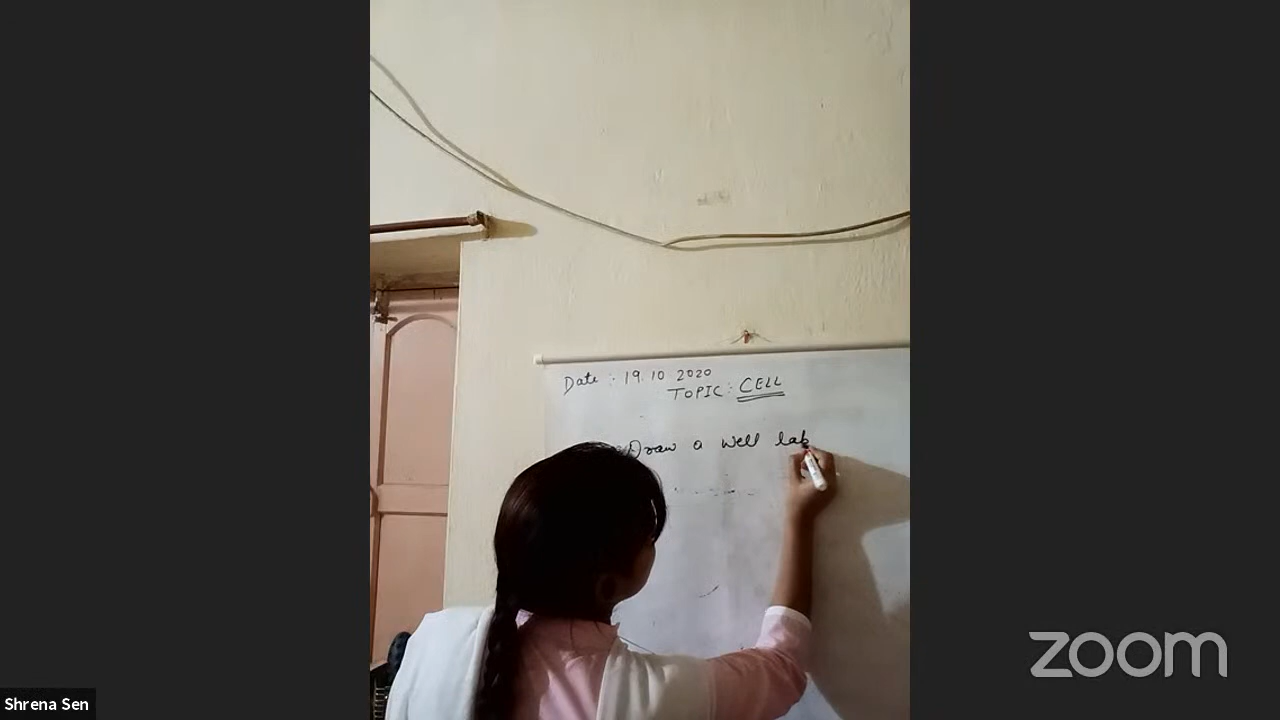 Date : 19.10 2020
TOPIC : CELL
Draw a well lab
zoom
Shrena Sen